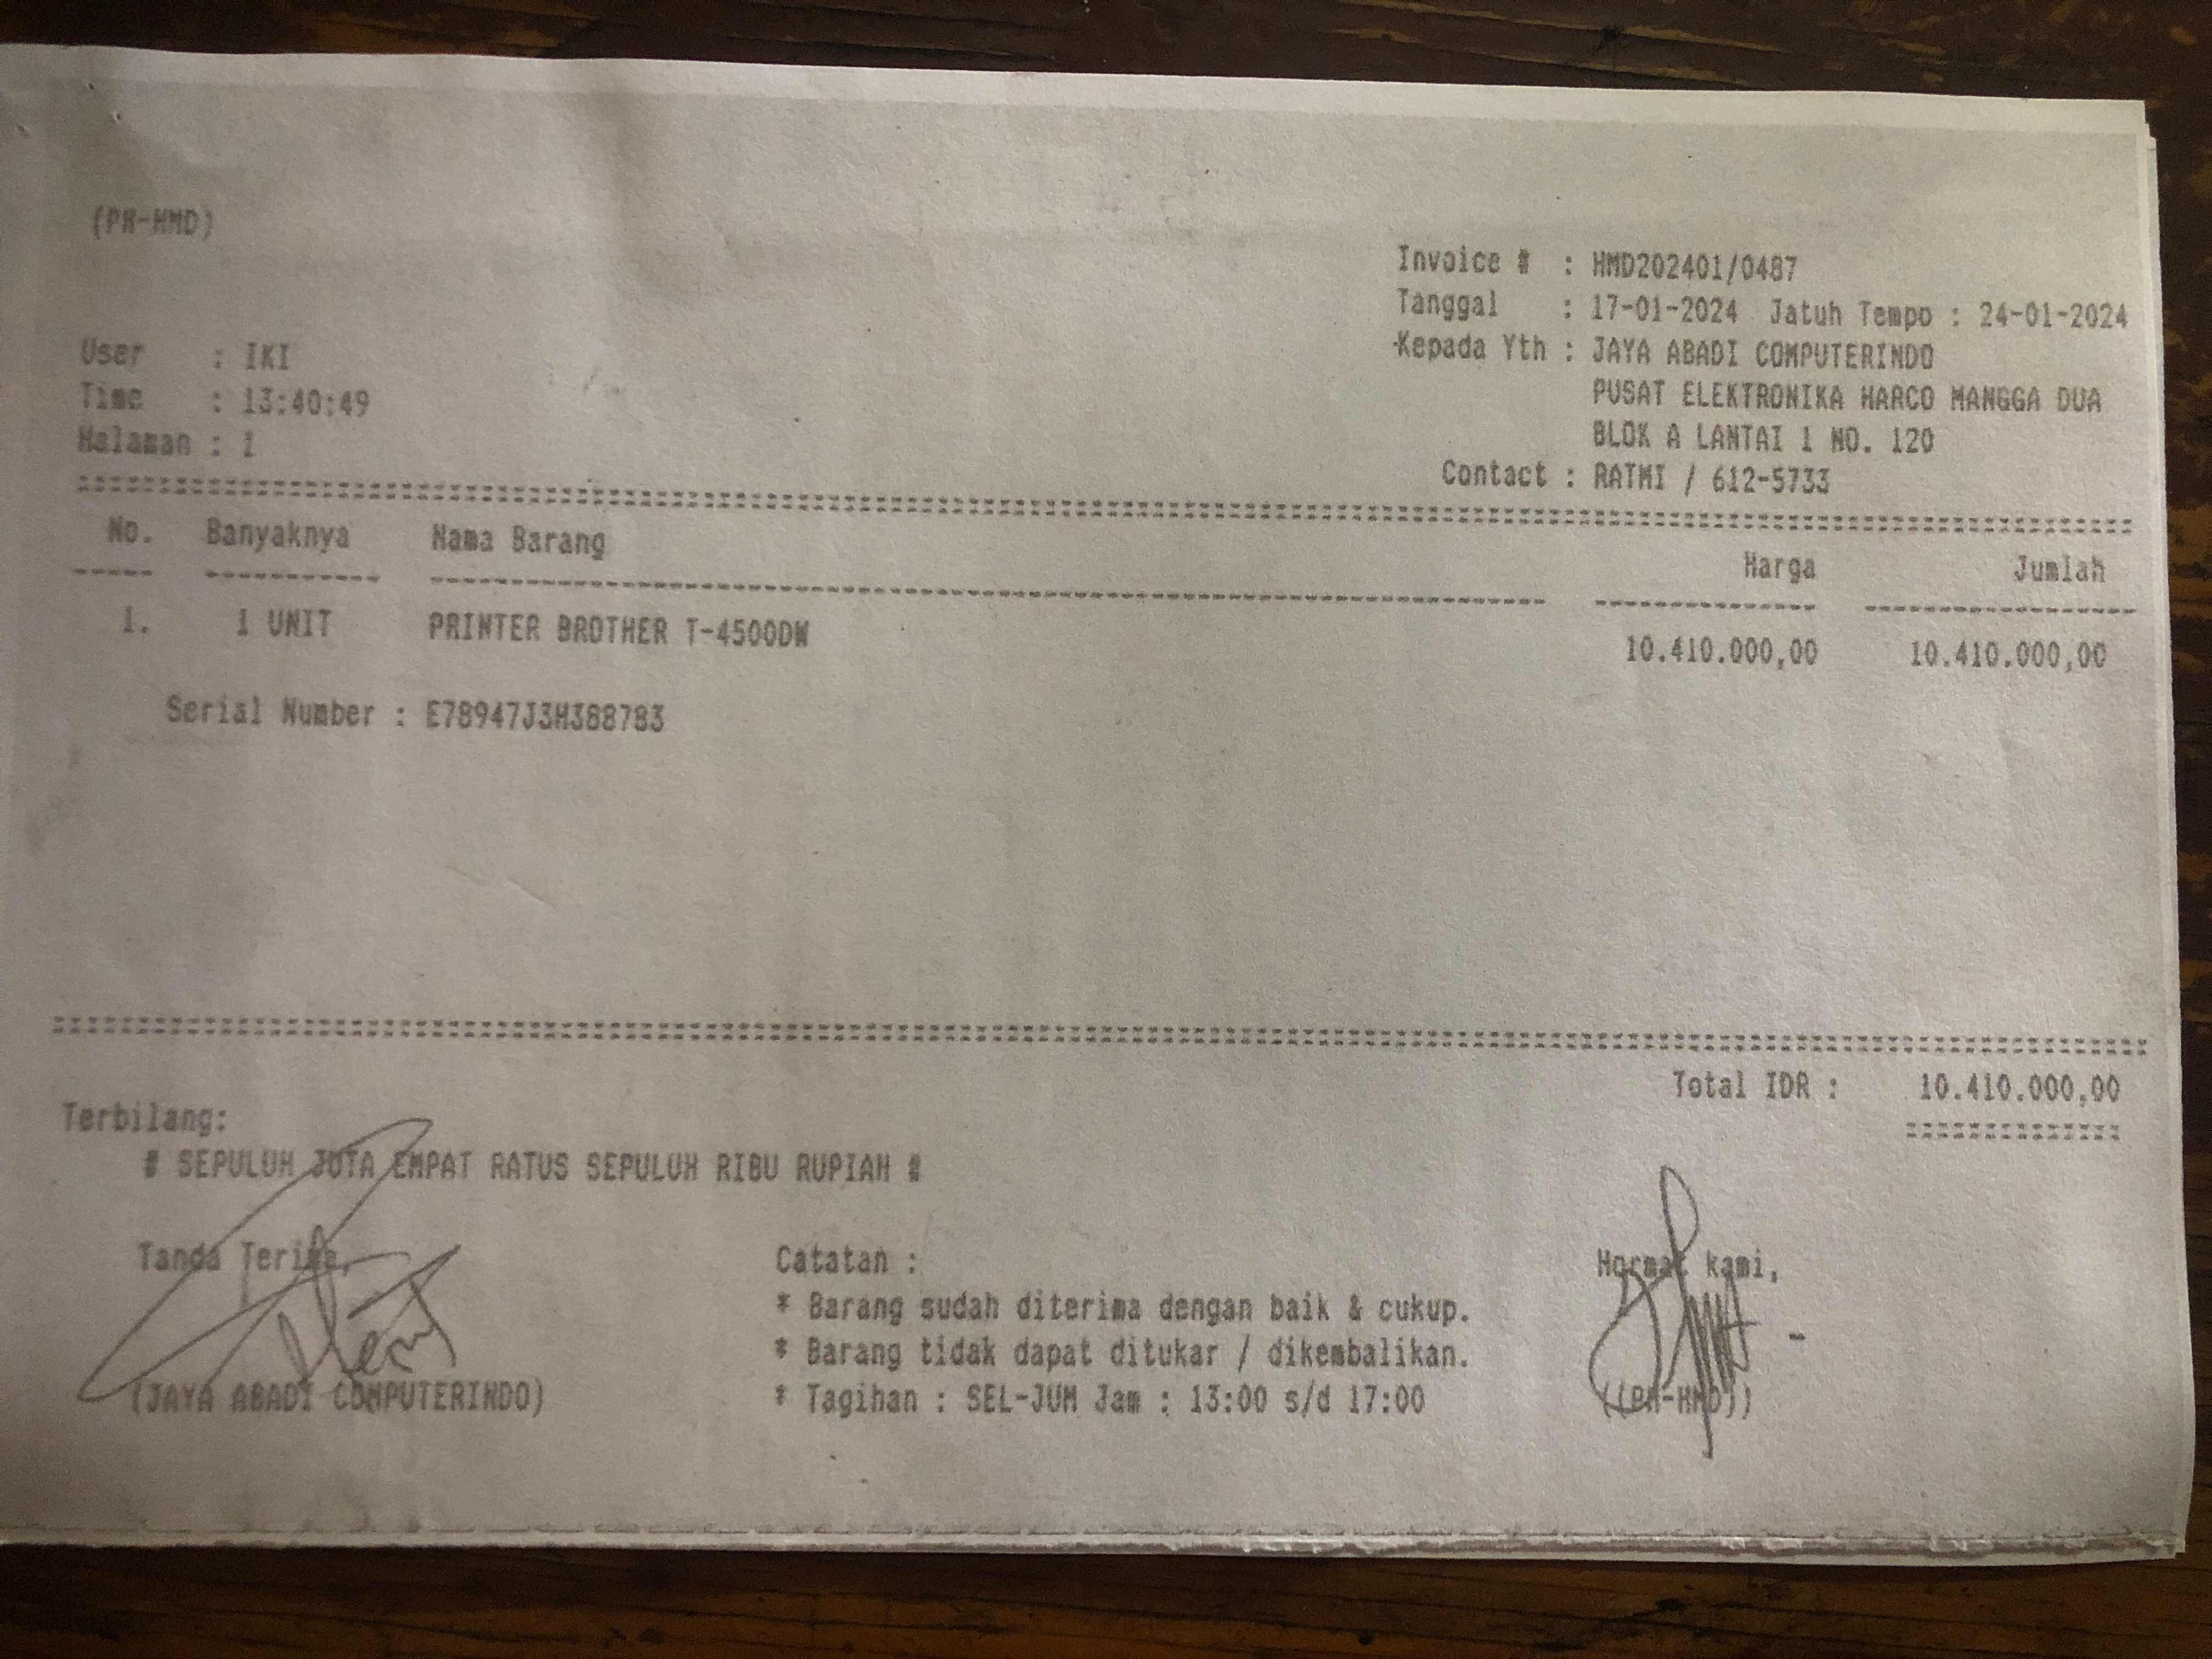 (PR-HMD)
Invoice # : HMD202401/0487
Tanggal : 17-01-2024 Jatuh Tempo : 24-01-2024
Kepada Yth : JAYA ABADI COMPUTERINDO
PUSAT ELEKTRONIKA HARCO MANGGA DUA
BLOK A LANTAI 1 NO. 120
Contact : RATMI / 612-5733
User : IKI
Time : 13:40:49
Halaman : 1
No. Banyaknya Nama Barang Harga Jumlah
1. 1 UNIT PRINTER BROTHER T-4500DW 10.410.000,00 10.410.000,00
Serial Number : E78947J3H388783
Total IDR : 10.410.000,00
Terbilang:
# SEPULUH JUTA EMPAT RATUS SEPULUH RIBU RUPIAH #
Tanda Terima,
(JAYA ABADI COMPUTERINDO)
Catatan :
* Barang sudah diterima dengan baik & cukup.
* Barang tidak dapat ditukar / dikembalikan.
* Tagihan : SEL-JUM Jam : 13:00 s/d 17:00
Hormat kami,
((PR-HMD))